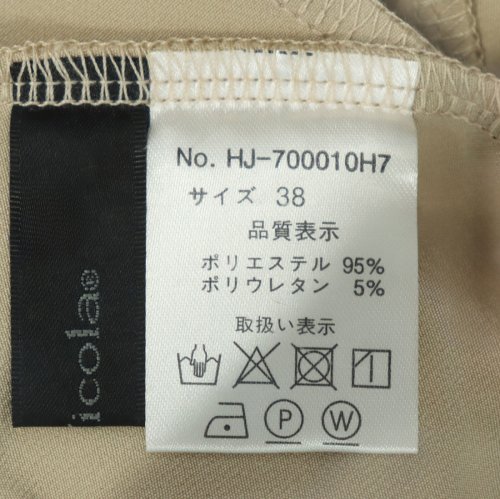 No. HJ-700010H7
サイズ 38
品質表示
ポリエステル 95%
ポリウレタン 5%
取扱い表示
P W
icola®